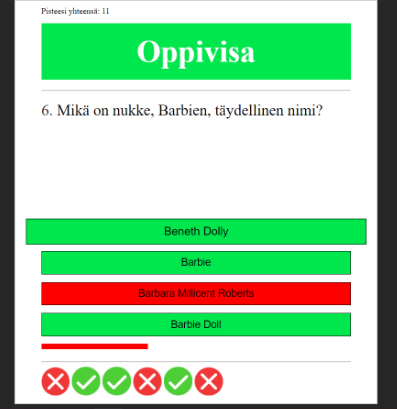 Pisteesi yhteensä: 11
Oppivisa
6. Mikä on nukke, Barbien, täydellinen nimi?
Beneth Dolly
Barbie
Barbara Millicent Roberts
Barbie Doll